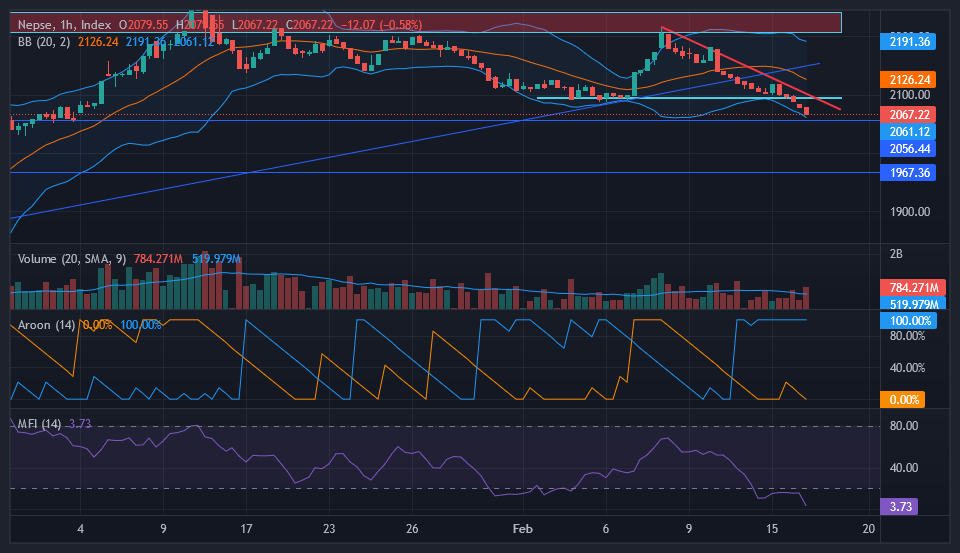 Nepse, 1h, Index O2079.55 H2079.55 L2067.22 C2067.22 −12.07 (−0.58%)
BB (20, 2) 2126.24 2191.36 2061.12
2191.36
2126.24
2100.00
2067.22
2061.12
2056.44
1967.36
1900.00
Volume (20, SMA, 9) 784.271M 519.979M
2B
784.271M
519.979M
Aroon (14) 0.00% 100.00%
100.00%
80.00%
40.00%
0.00%
MFI (14) 3.73
80.00
40.00
3.73
4 9 17 23 26 Feb 6 9 15 20